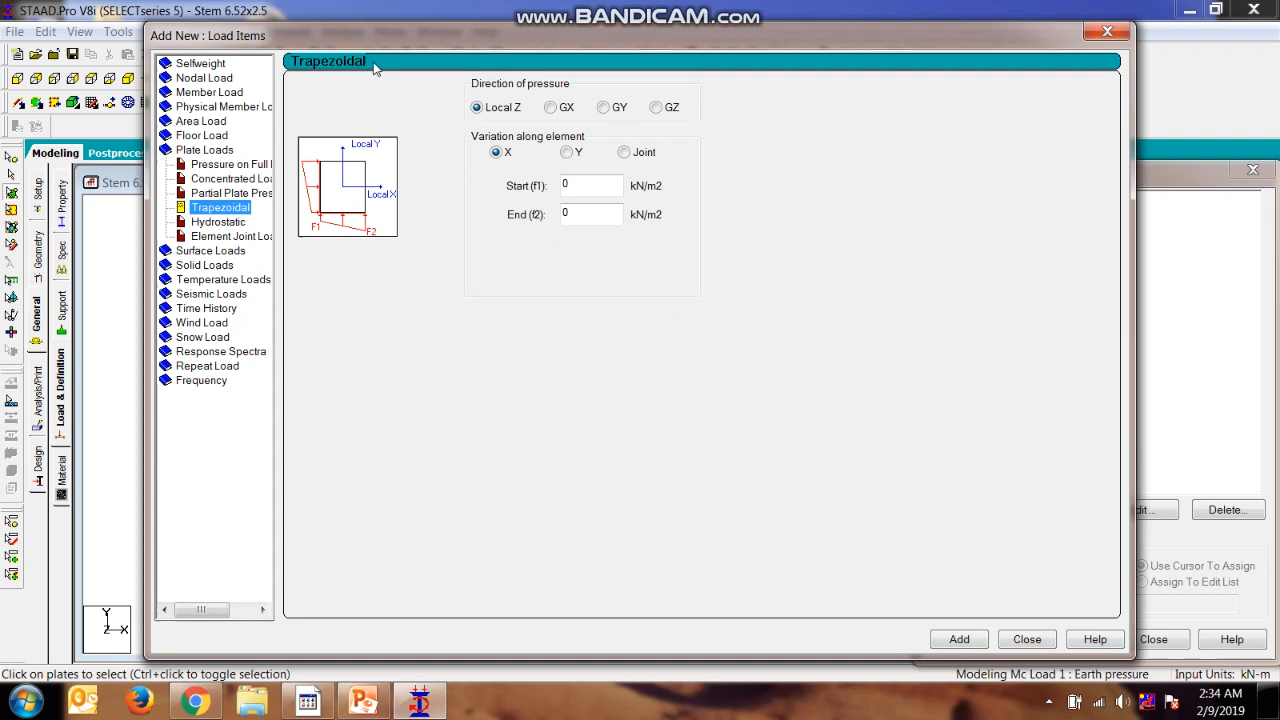 STAAD.Pro V8i (SELECTseries 5) - Stem 6.52x2.5
www.BANDICAM.com
File Edit View Tools
Add New : Load Items
Selfweight
Nodal Load
Member Load
Physical Member Lo
Area Load
Floor Load
Plate Loads
Pressure on Full
Concentrated Loa
Partial Plate Pres
Trapezoidal
Hydrostatic
Element Joint Loa
Surface Loads
Solid Loads
Temperature Loads
Seismic Loads
Time History
Wind Load
Snow Load
Response Spectra
Repeat Load
Frequency
Trapezoidal
Direction of pressure
Local Z GX GY GZ
Variation along element
X Y Joint
Start (f1): 0 kN/m2
End (f2): 0 kN/m2
Local Y
Local X
F1
F2
Add Close Help
Modeling Postproce
Stem 6.
Setup
Geometry
General
Analysis/Print
Design
Property
Spec
Support
Load & Definition
Material
Y
Z X
dit... Delete...
Use Cursor To Assign
Assign To Edit List
Close Help
Click on plates to select (Ctrl+click to toggle selection)
Modeling Mc Load 1 : Earth pressure Input Units: kN-m
2:34 AM
2/9/2019